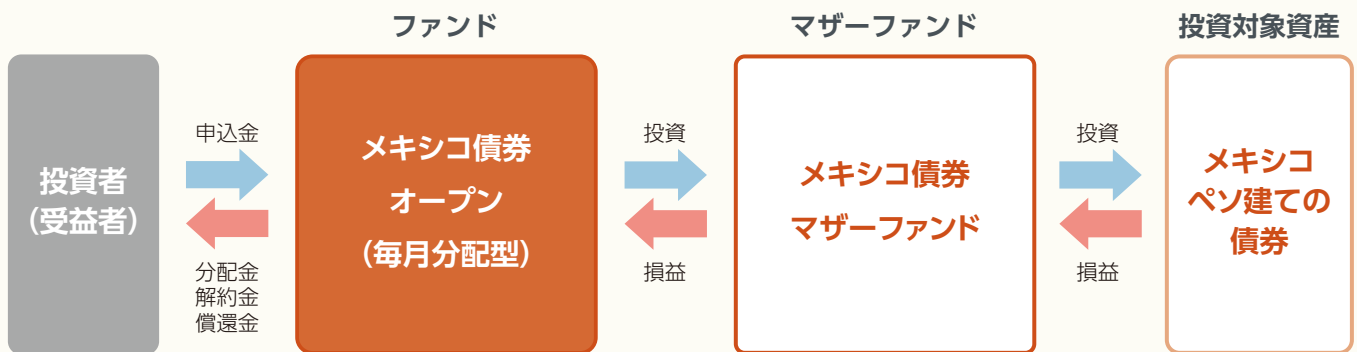 ファンド
マザーファンド
投資対象資産
投資者
(受益者)
申込金
分配金
解約金
償還金
メキシコ債券
オープン
(毎月分配型)
投資
損益
メキシコ債券
マザーファンド
投資
損益
メキシコ
ペソ建ての
債券